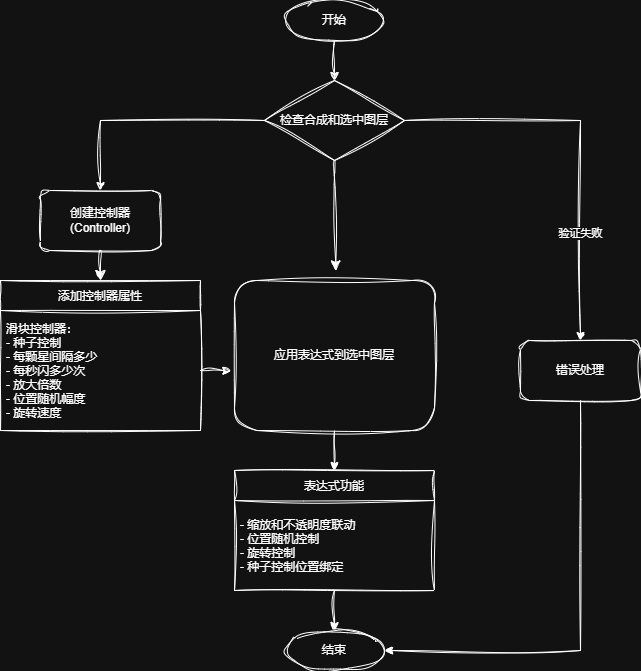 开始
检查合成和选中图层
创建控制器
(Controller)
验证失败
添加控制器属性
滑块控制器：
- 种子控制
- 每颗星间隔多少
- 每秒闪多少次
- 放大倍数
- 位置随机幅度
- 旋转速度
应用表达式到选中图层
错误处理
表达式功能
- 缩放和不透明度联动
- 位置随机控制
- 旋转控制
- 种子控制位置绑定
结束